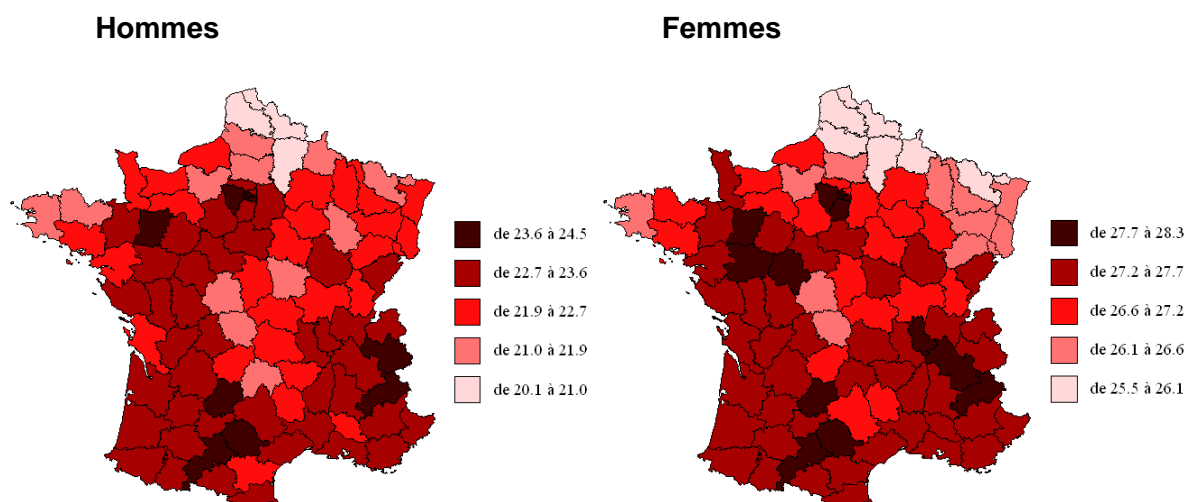 Hommes
Femmes
de 23.6 à 24.5
de 22.7 à 23.6
de 21.9 à 22.7
de 21.0 à 21.9
de 20.1 à 21.0
de 27.7 à 28.3
de 27.2 à 27.7
de 26.6 à 27.2
de 26.1 à 26.6
de 25.5 à 26.1